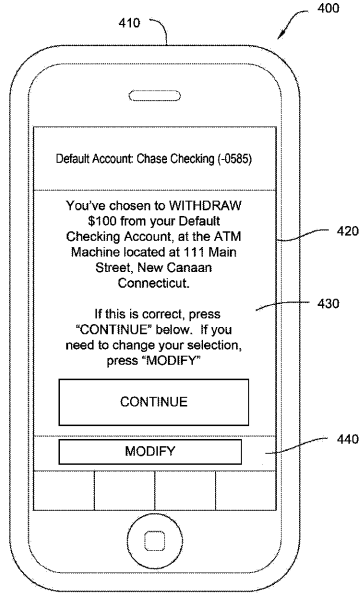 400
410
Default Account: Chase Checking (-0585)
You've chosen to WITHDRAW
$100 from your Default
Checking Account, at the ATM
Machine located at 111 Main
Street, New Canaan
Connecticut.
420
If this is correct, press
"CONTINUE" below. If you
need to change your selection,
press "MODIFY"
430
CONTINUE
MODIFY
440